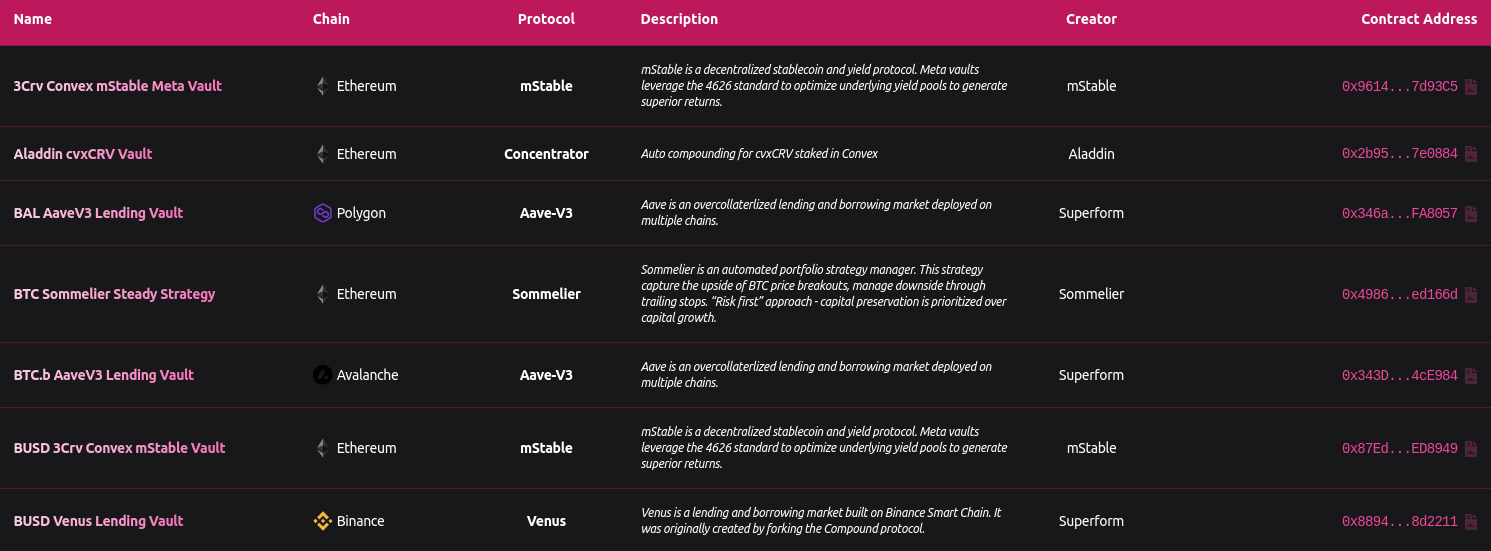 Name Chain Protocol Description Creator Contract Address
mStable is a decentralized stablecoin and yield protocol. Meta vaults
3Crv Convex mStable Meta Vault Ethereum mStable leverage the 4626 standard to optimize underlying yield pools to generate mStable 0x9614...7d93C5
superior returns.
Aladdin cvxCRV Vault Ethereum Concentrator Auto compounding for cvxCRV staked in Convex Aladdin 0x2b95...7e0884
Aave is an overcollaterlized lending and borrowing market deployed on
BAL AaveV3 Lending Vault Polygon Aave-V3 Superform 0x346a...FA8057
multiple chains.
Sommelier is an automated portfolio strategy manager. This strategy
capture the upside of BTC price breakouts, manage downside through
BTC Sommelier Steady Strategy Ethereum Sommelier Sommelier 0x4986...ed166d
trailing stops. "Risk first" approach - capital preservation is prioritized over
capital growth.
Aave is an overcollaterlized lending and borrowing market deployed on
BTC.b AaveV3 Lending Vault Avalanche Aave-V3 Superform 0x343D...4cE984
multiple chains.
mStable is a decentralized stablecoin and yield protocol. Meta vaults
BUSD 3Crv Convex mStable Vault Ethereum mStable leverage the 4626 standard to optimize underlying yield pools to generate mStable 0x87Ed...ED8949
superior returns.
Venus is a lending and borrowing market built on Binance Smart Chain. It
BUSD Venus Lending Vault Binance Venus Superform 0x8894...8d2211
was originally created by forking the Compound protocol.